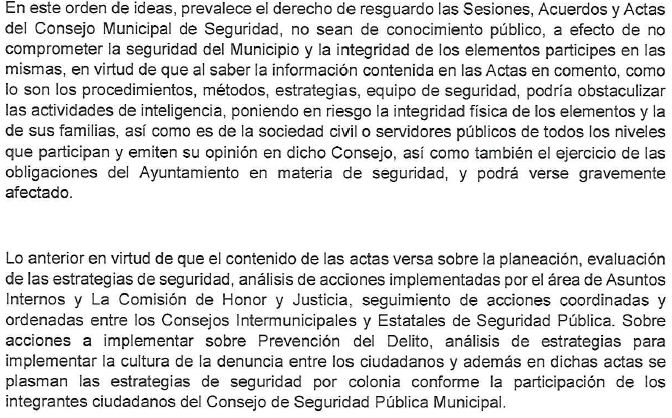 En este orden de ideas, prevalece el derecho de resguardo las Sesiones, Acuerdos y Actas
del Consejo Municipal de Seguridad, no sean de conocimiento público, a efecto de no
comprometer la seguridad del Municipio y la integridad de los elementos participes en las
mismas, en virtud de que al saber la información contenida en las Actas en comento, como
lo son los procedimientos, métodos, estrategias, equipo de seguridad, podría obstaculizar
las actividades de inteligencia, poniendo en riesgo la integridad física de los elementos y la
de sus familias, así como es de la sociedad civil o servidores públicos de todos los niveles
que participan y emiten su opinión en dicho Consejo, así como también el ejercicio de las
obligaciones del Ayuntamiento en materia de seguridad, y podrá verse gravemente
afectado.
Lo anterior en virtud de que el contenido de las actas versa sobre la planeación, evaluación
de las estrategias de seguridad, análisis de acciones implementadas por el área de Asuntos
Internos y La Comisión de Honor y Justicia, seguimiento de acciones coordinadas y
ordenadas entre los Consejos Intermunicipales y Estatales de Seguridad Pública. Sobre
acciones a implementar sobre Prevención del Delito, análisis de estrategias para
implementar la cultura de la denuncia entre los ciudadanos y además en dichas actas se
plasman las estrategias de seguridad por colonia conforme la participación de los
integrantes ciudadanos del Consejo de Seguridad Pública Municipal.